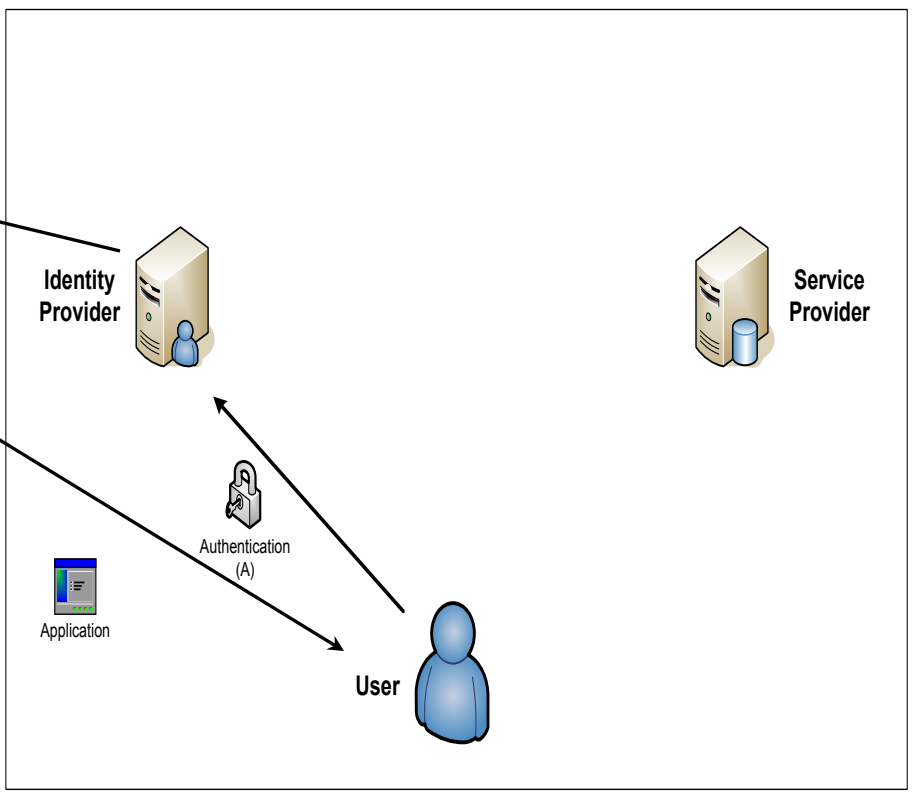 Identity
Provider
Service
Provider
Authentication
(A)
Application
User